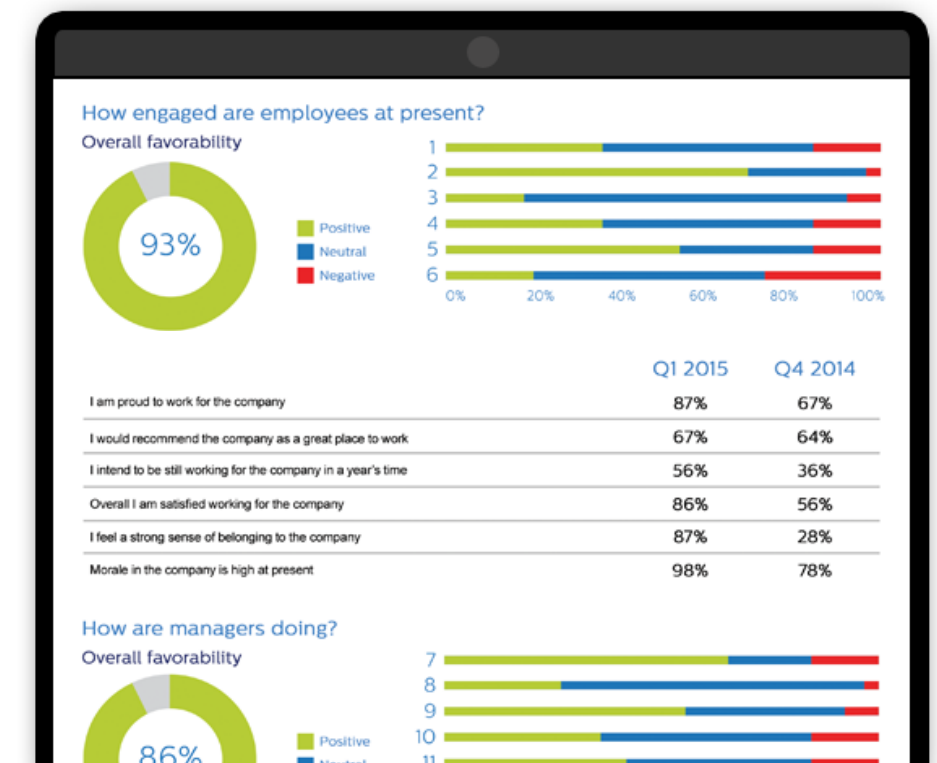 How engaged are employees at present?
Overall favorability
93%
Positive
Neutral
Negative
1
2
3
4
5
6
0% 20% 40% 60% 80% 100%
Q1 2015 Q4 2014
I am proud to work for the company 87% 67%
I would recommend the company as a great place to work 67% 64%
I intend to be still working for the company in a year's time 56% 36%
Overall I am satisfied working for the company 86% 56%
I feel a strong sense of belonging to the company 87% 28%
Morale in the company is high at present 98% 78%
How are managers doing?
Overall favorability
86%
Positive
Neutral
7
8
9
10
11